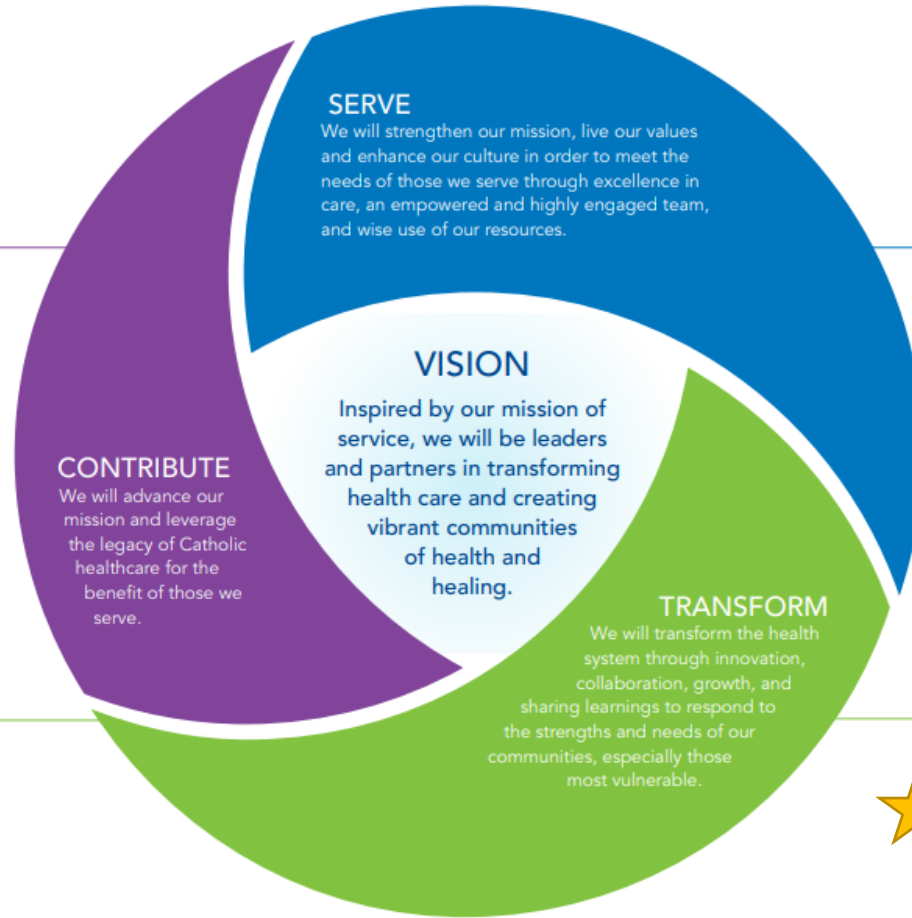 SERVE
We will strengthen our mission, live our values
and enhance our culture in order to meet the
needs of those we serve through excellence in
care, an empowered and highly engaged team,
and wise use of our resources.
VISION
Inspired by our mission of
service, we will be leaders
and partners in transforming
health care and creating
vibrant communities
of health and
healing.
CONTRIBUTE
We will advance our
mission and leverage
the legacy of Catholic
healthcare for the
benefit of those we
serve.
TRANSFORM
We will transform the health
system through innovation,
collaboration, growth, and
sharing learnings to respond to
the strengths and needs of our
communities, especially those
most vulnerable.